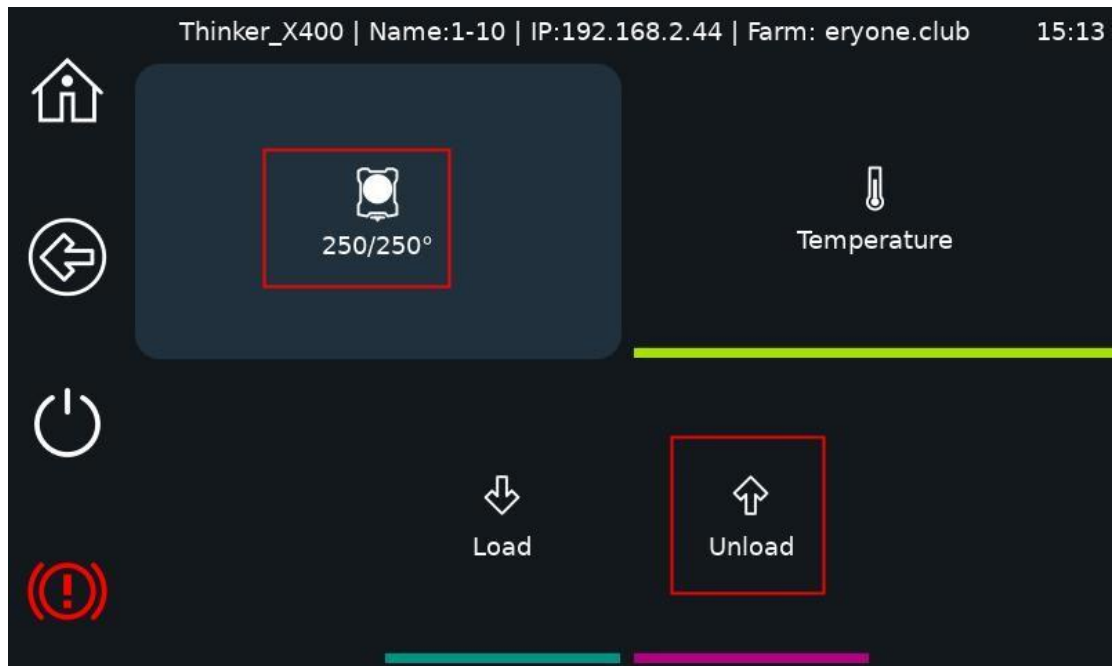 Thinker_X400 | Name:1-10 | IP:192.168.2.44 | Farm: eryone.club 15:13
250/250°
Temperature
Load
Unload